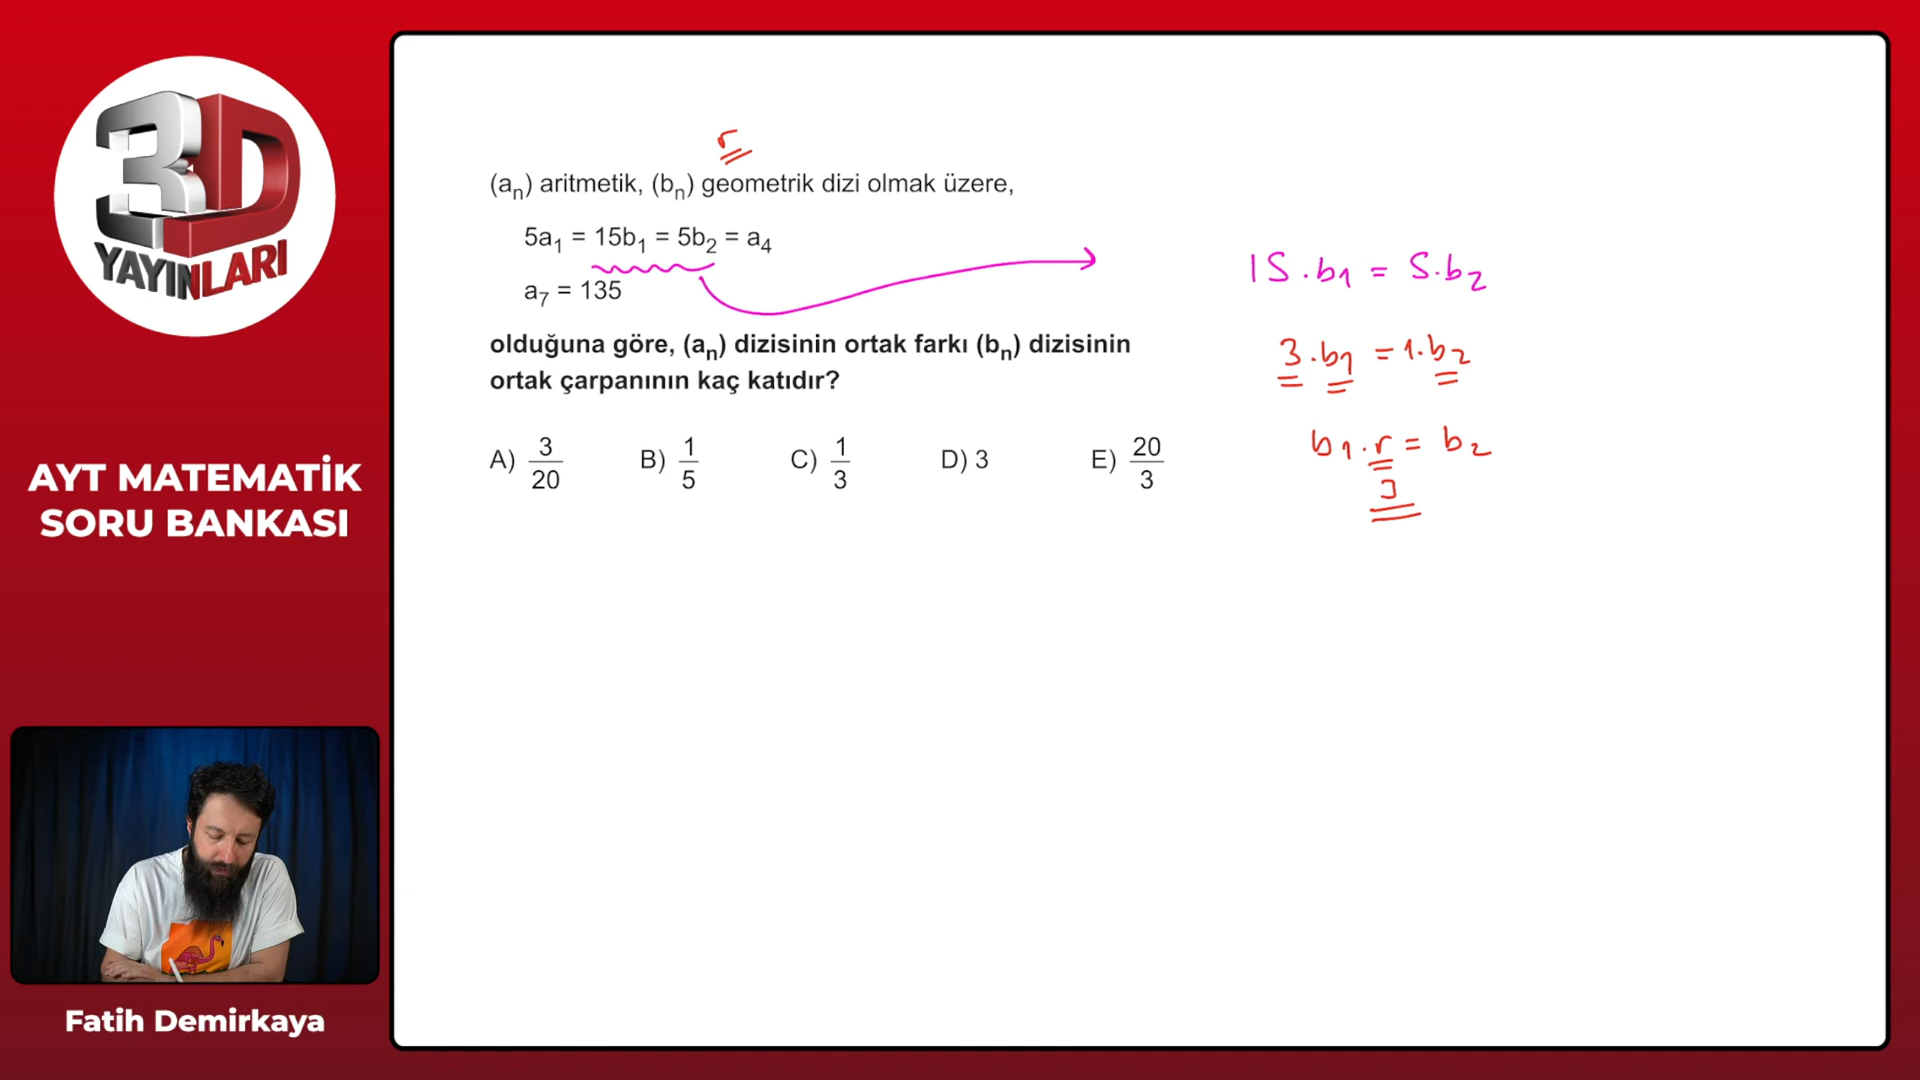 3D
YAYINLARI
AYT MATEMATİK
SORU BANKASI
Fatih Demirkaya
r
(aₙ) aritmetik, (bₙ) geometrik dizi olmak üzere,
5a₁ = 15b₁ = 5b₂ = a₄
a₇ = 135
olduğuna göre, (aₙ) dizisinin ortak farkı (bₙ) dizisinin
ortak çarpanının kaç katıdır?
A) 3/20 B) 1/5 C) 1/3 D) 3 E) 20/3
15.b₁ = 5.b₂
3.b₁ = 1.b₂
b₁.r = b₂
3